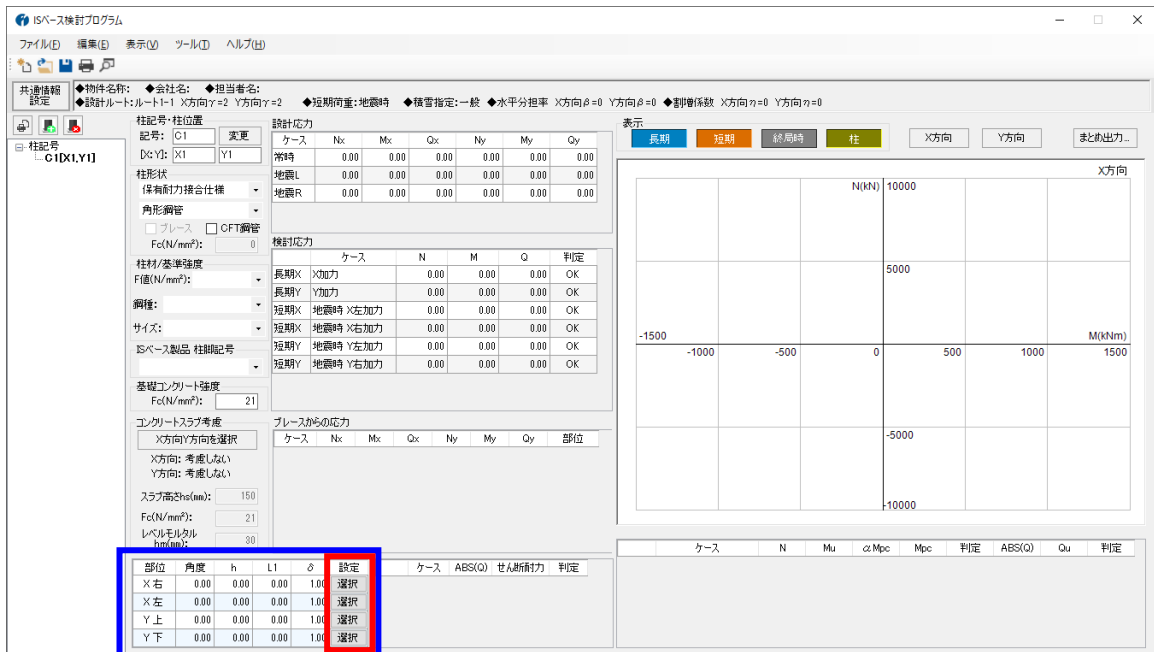 ISベース検討プログラム
ファイル(F) 編集(E) 表示(V) ツール(T) ヘルプ(H)
共通情報設定
◆物件名称: ◆会社名: ◆担当者名:
◆設計ルート:ルート1-1 X方向γ=2 Y方向γ=2 ◆短期荷重:地震時 ◆積雪指定:一般 ◆水平分担率 X方向β=0 Y方向β=0 ◆割増係数 X方向η=0 Y方向η=0
柱記号
C1[X1,Y1]
柱記号・柱位置
記号: C1 変更
[X:Y]: X1 Y1
柱形状
保有耐力接合仕様
角形鋼管
ブレース CFT鋼管
Fc(N/mm²): 0
柱材/基準強度
F値(N/mm²):
鋼種:
サイズ:
ISベース製品 柱脚記号
基礎コンクリート強度
Fc(N/mm²): 21
コンクリートスラブ考慮
X方向Y方向を選択
X方向: 考慮しない
Y方向: 考慮しない
スラブ高さhs(mm): 150
Fc(N/mm²): 21
レベルモルタル
hm(mm): 30
設計応力
ケース Nx Mx Qx Ny My Qy
常時 0.00 0.00 0.00 0.00 0.00 0.00
地震L 0.00 0.00 0.00 0.00 0.00 0.00
地震R 0.00 0.00 0.00 0.00 0.00 0.00
検討応力
ケース N M Q 判定
長期X X加力 0.00 0.00 0.00 OK
長期Y Y加力 0.00 0.00 0.00 OK
短期X 地震時 X左加力 0.00 0.00 0.00 OK
短期X 地震時 X右加力 0.00 0.00 0.00 OK
短期Y 地震時 Y左加力 0.00 0.00 0.00 OK
短期Y 地震時 Y右加力 0.00 0.00 0.00 OK
ブレースからの応力
ケース Nx Mx Qx Ny My Qy 部位
部位 角度 h L1 δ 設定
X右 0.00 0.00 0.00 1.00 選択
X左 0.00 0.00 0.00 1.00 選択
Y上 0.00 0.00 0.00 1.00 選択
Y下 0.00 0.00 0.00 1.00 選択
ケース ABS(Q) せん断耐力 判定
表示
長期 短期 終局時 柱 X方向 Y方向 まとめ出力...
X方向
N(kN) 10000
5000
-1500 M(kNm)
-1000 -500 0 500 1000 1500
-5000
-10000
ケース N Mu αMpc Mpc 判定 ABS(Q) Qu 判定